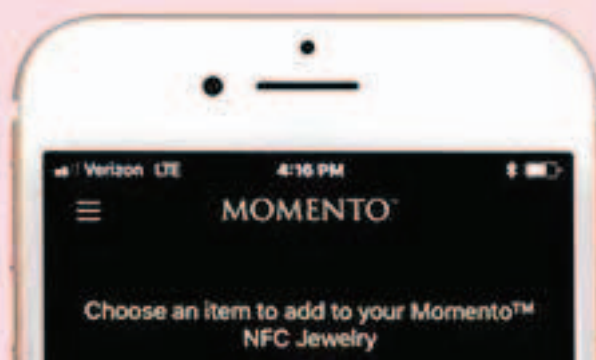 Verizon LTE 4:16 PM
MOMENTO™
Choose an item to add to your Momento™
NFC Jewelry